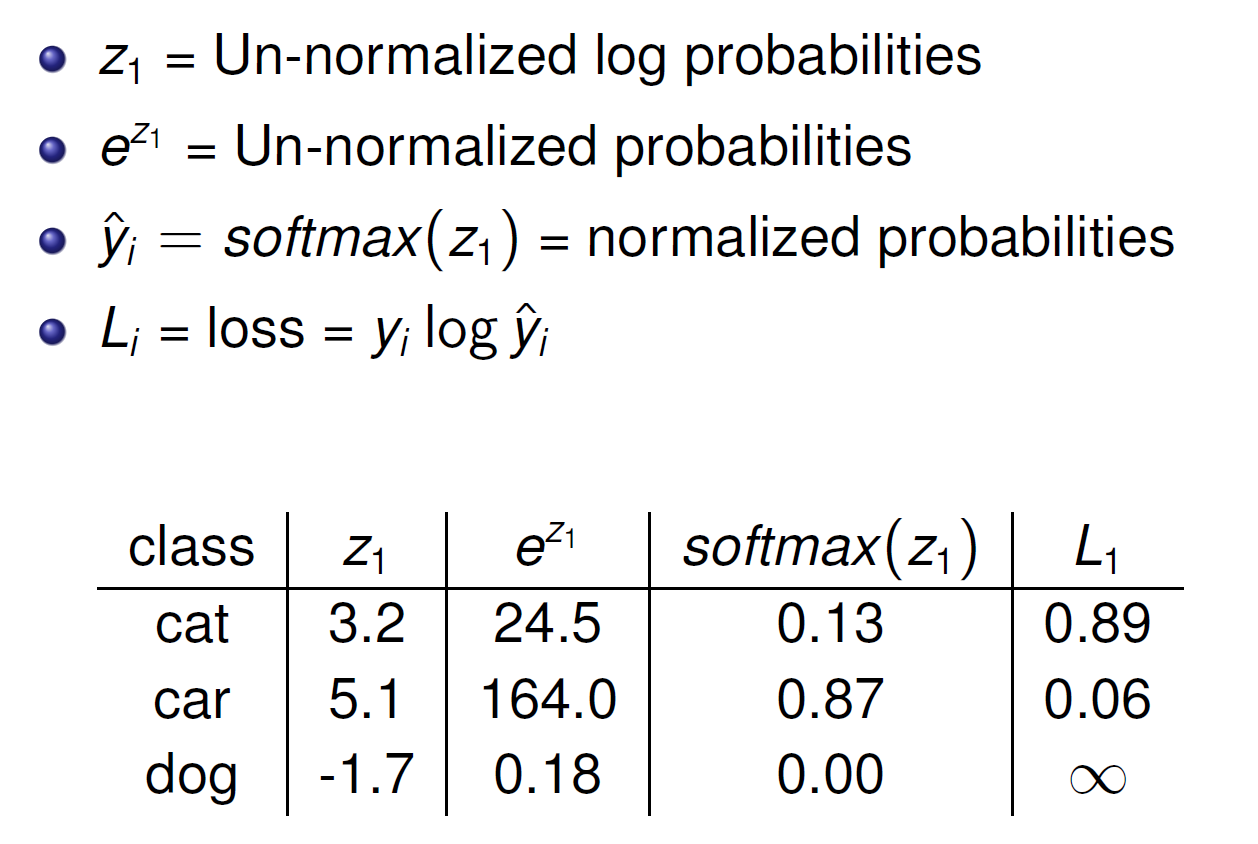 z₁ = Un-normalized log probabilities
e^{z₁} = Un-normalized probabilities
ŷᵢ = softmax(z₁) = normalized probabilities
Lᵢ = loss = yᵢ log ŷᵢ
class z₁ e^{z₁} softmax(z₁) L₁
cat 3.2 24.5 0.13 0.89
car 5.1 164.0 0.87 0.06
dog -1.7 0.18 0.00 ∞